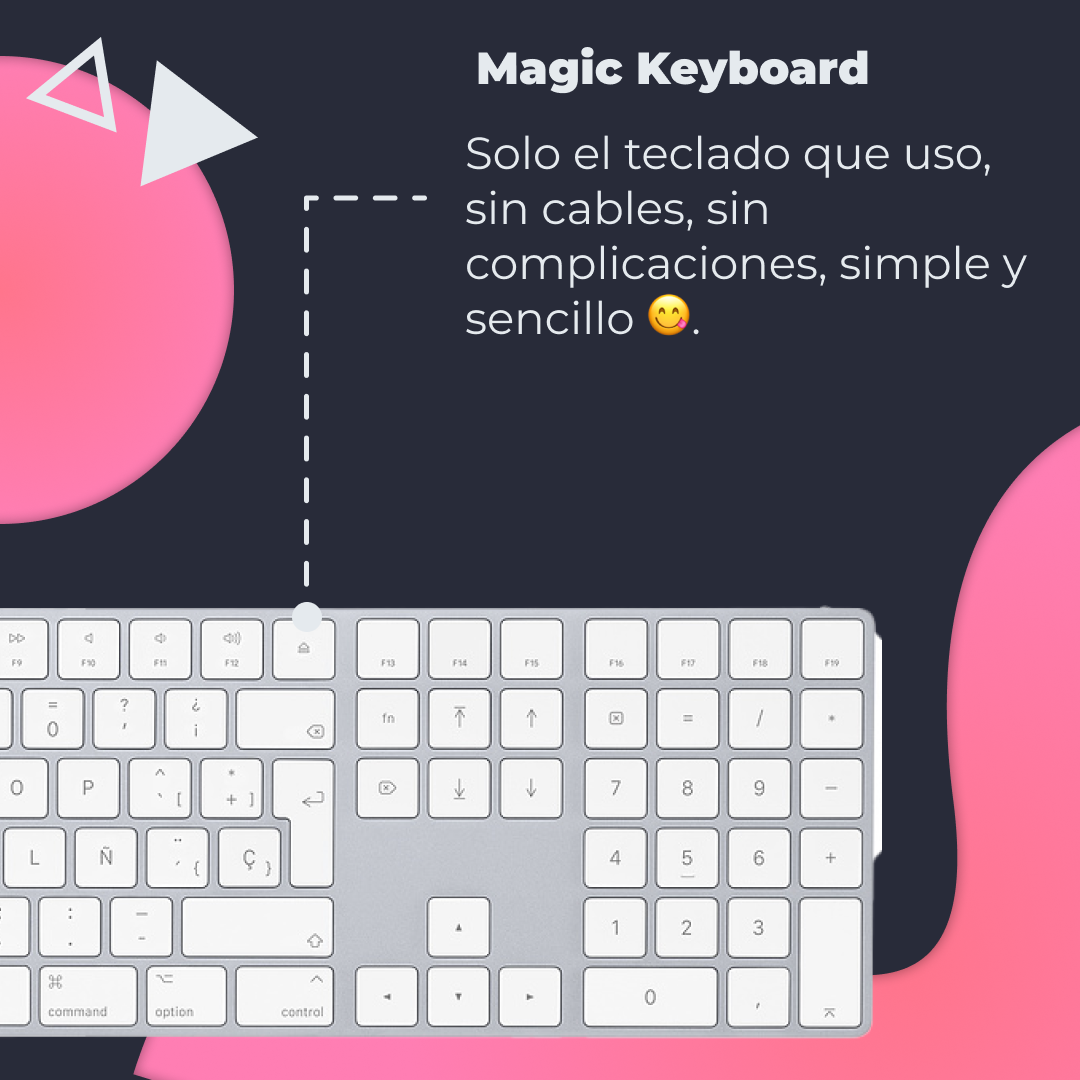 Magic Keyboard
Solo el teclado que uso,
sin cables, sin
complicaciones, simple y
sencillo 😋.
F9 F10 F11 F12 F13 F14 F15 F16 F17 F18 F19
= 0 ? ' ¿ ¡ fn = / *
O P ^ ` [ * + ] 7 8 9 −
L Ñ ¨ ´ { Ç } 4 5 6 +
: . — - 1 2 3
⌘ command option control 0 ,